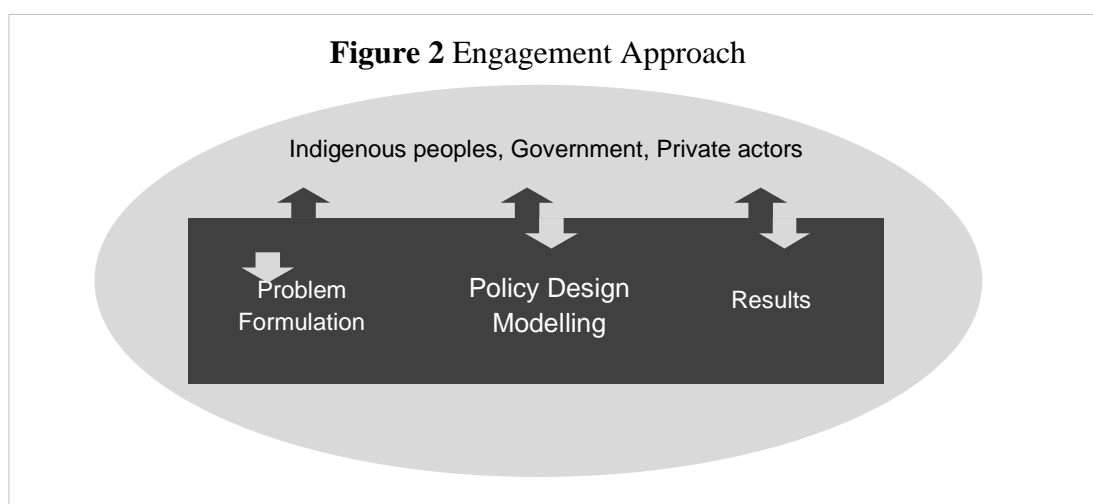 Figure 2 Engagement Approach
Indigenous peoples, Government, Private actors
Problem
Formulation
Policy Design
Modelling
Results